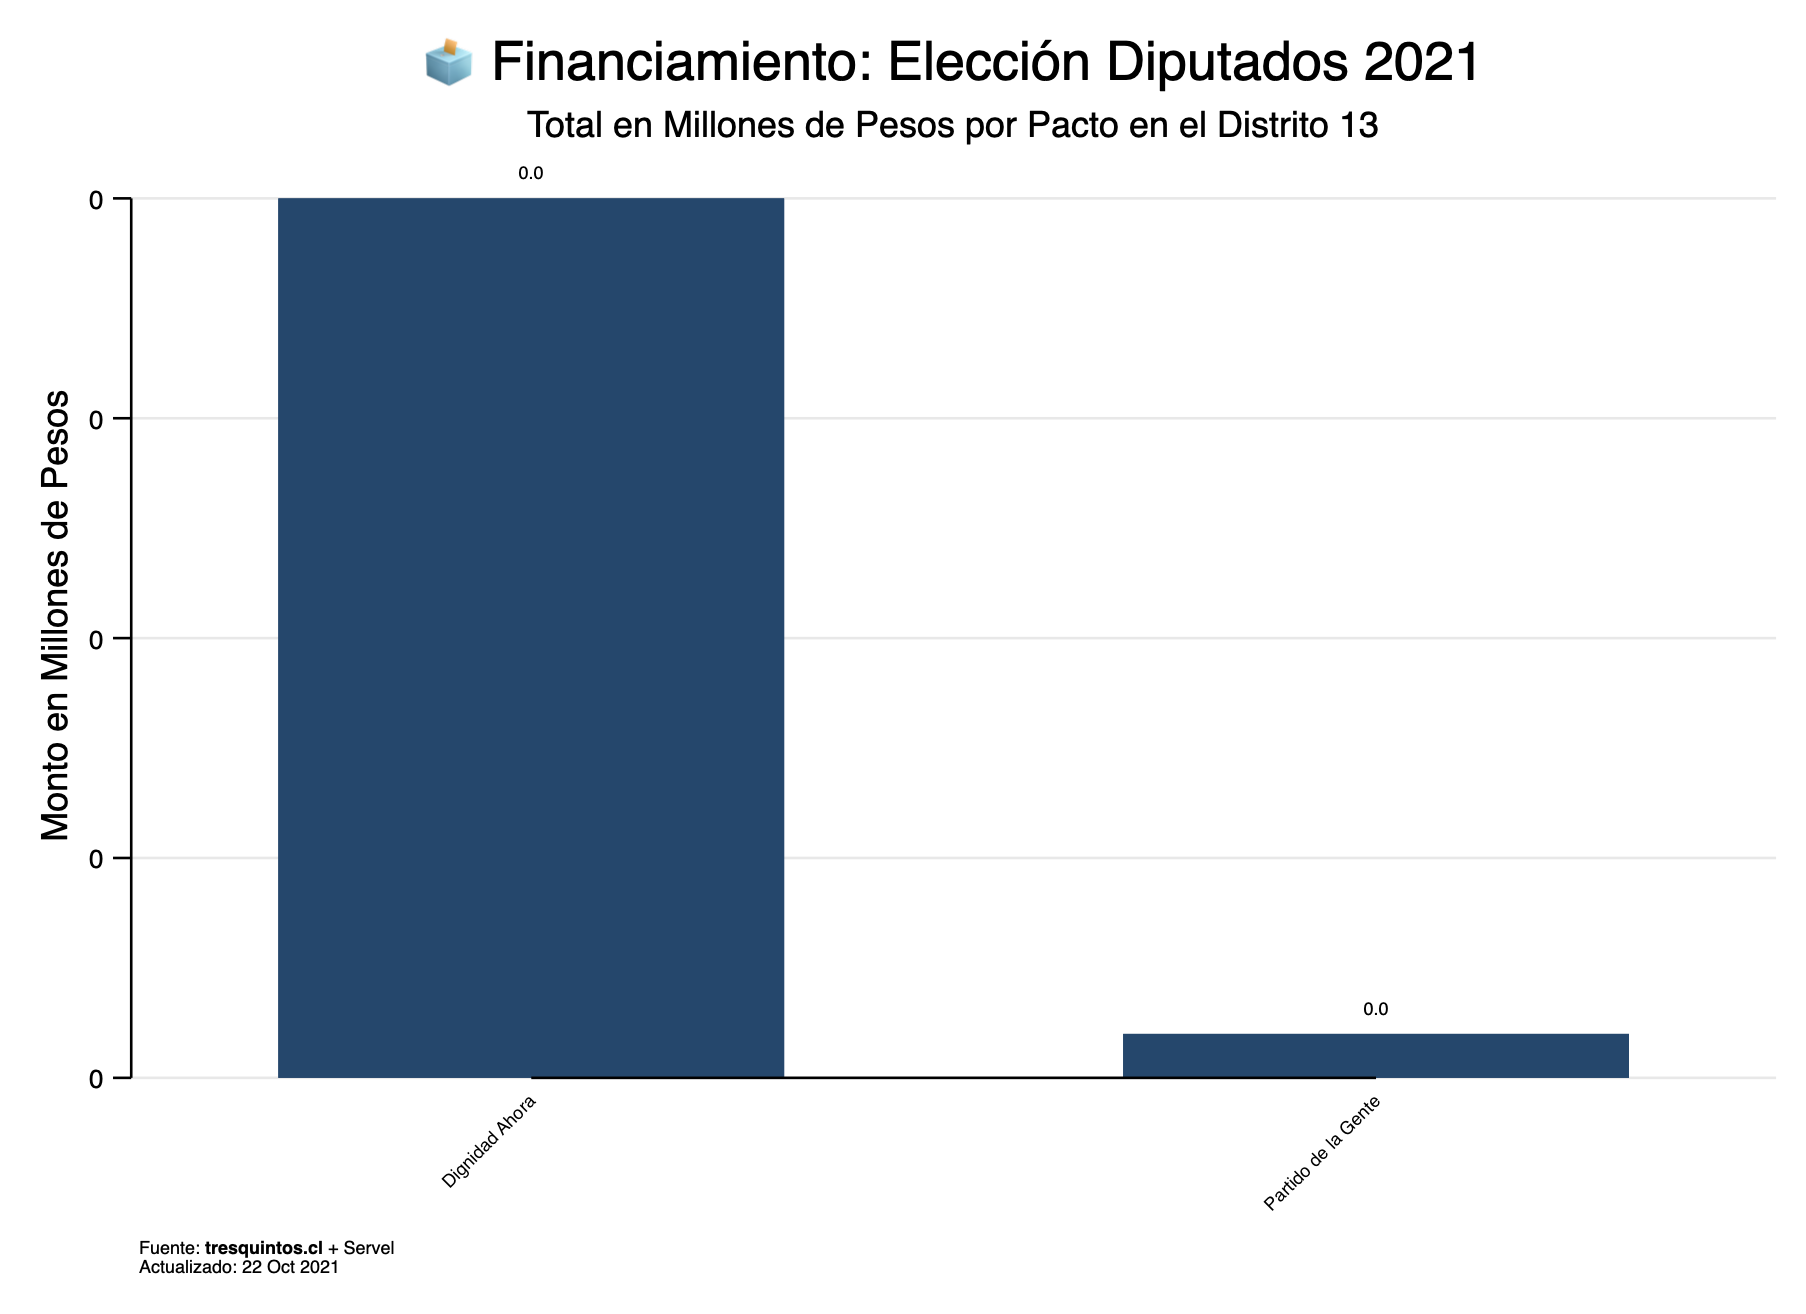 Financiamiento: Elección Diputados 2021
Total en Millones de Pesos por Pacto en el Distrito 13
Monto en Millones de Pesos
0
0
0
0
0
0.0
0.0
Dignidad Ahora
Partido de la Gente
Fuente: tresquintos.cl + Servel
Actualizado: 22 Oct 2021